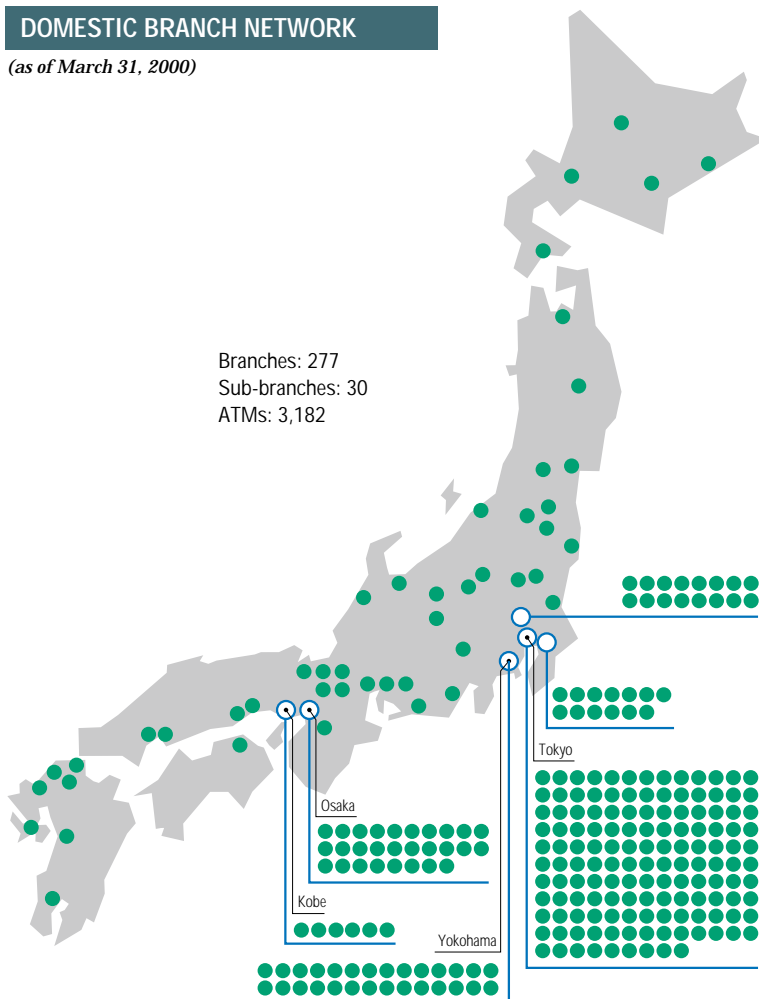 DOMESTIC BRANCH NETWORK
(as of March 31, 2000)
Branches: 277
Sub-branches: 30
ATMs: 3,182
Tokyo
Osaka
Kobe
Yokohama